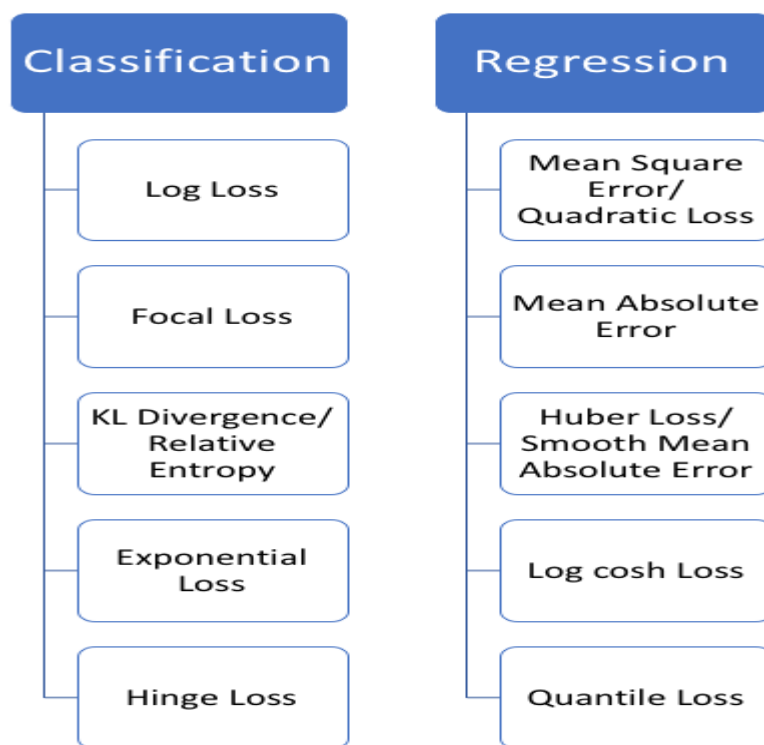 Classification
Log Loss
Focal Loss
KL Divergence/
Relative
Entropy
Exponential
Loss
Hinge Loss
Regression
Mean Square
Error/
Quadratic Loss
Mean Absolute
Error
Huber Loss/
Smooth Mean
Absolute Error
Log cosh Loss
Quantile Loss